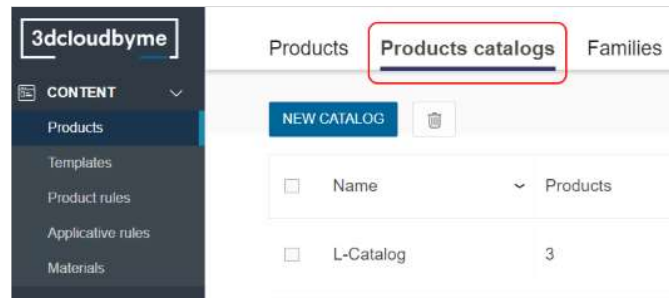 3dcloudbyme
CONTENT
Products
Templates
Product rules
Applicative rules
Materials
Products Products catalogs Families
NEW CATALOG
Name Products
L-Catalog 3